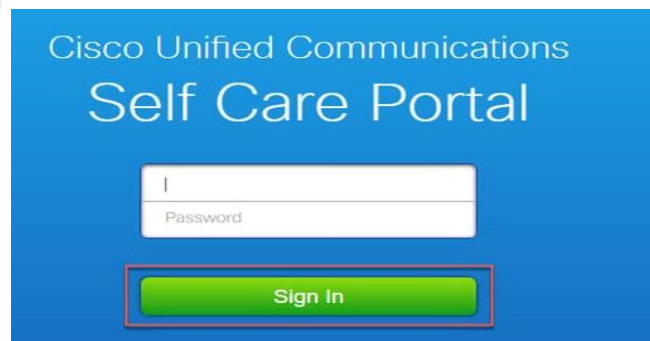 Cisco Unified Communications
Self Care Portal
Password
Sign In